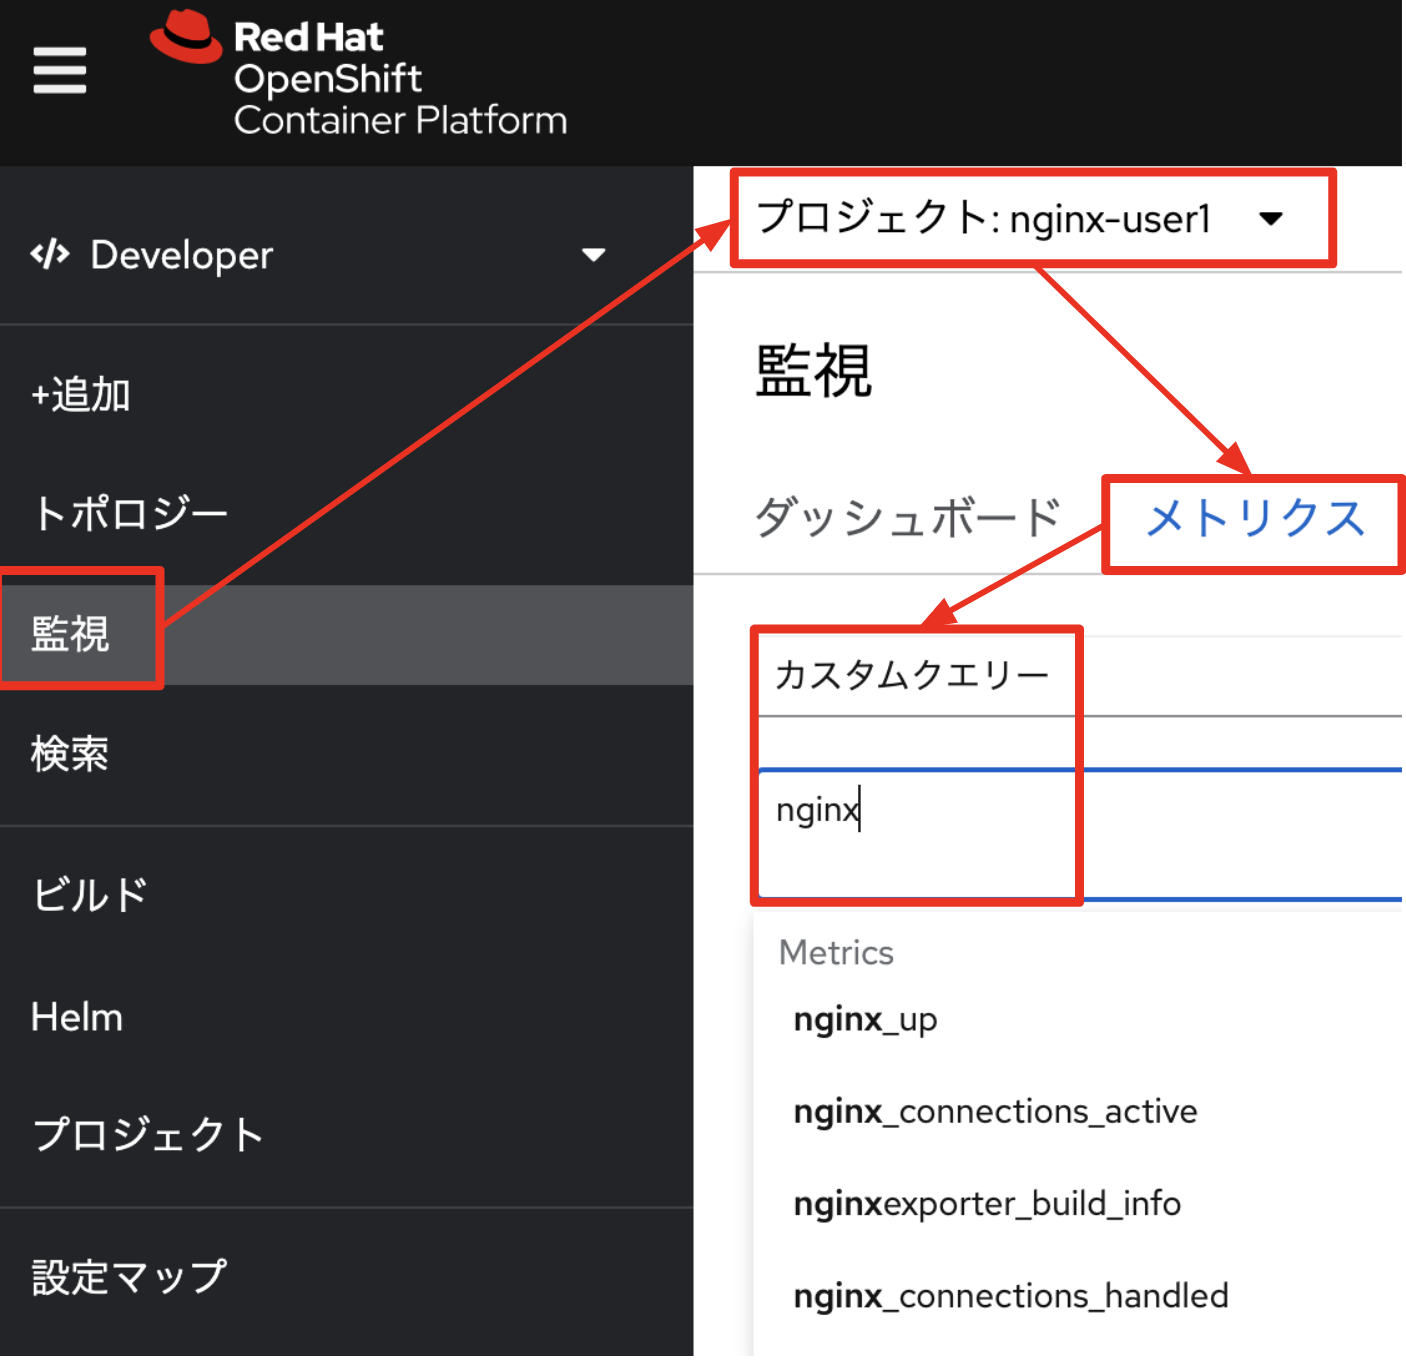 Red Hat
OpenShift
Container Platform
</> Developer
+追加
トポロジー
監視
検索
ビルド
Helm
プロジェクト
設定マップ
プロジェクト: nginx-user1
監視
ダッシュボード メトリクス
カスタムクエリー
nginx
Metrics
nginx_up
nginx_connections_active
nginxexporter_build_info
nginx_connections_handled